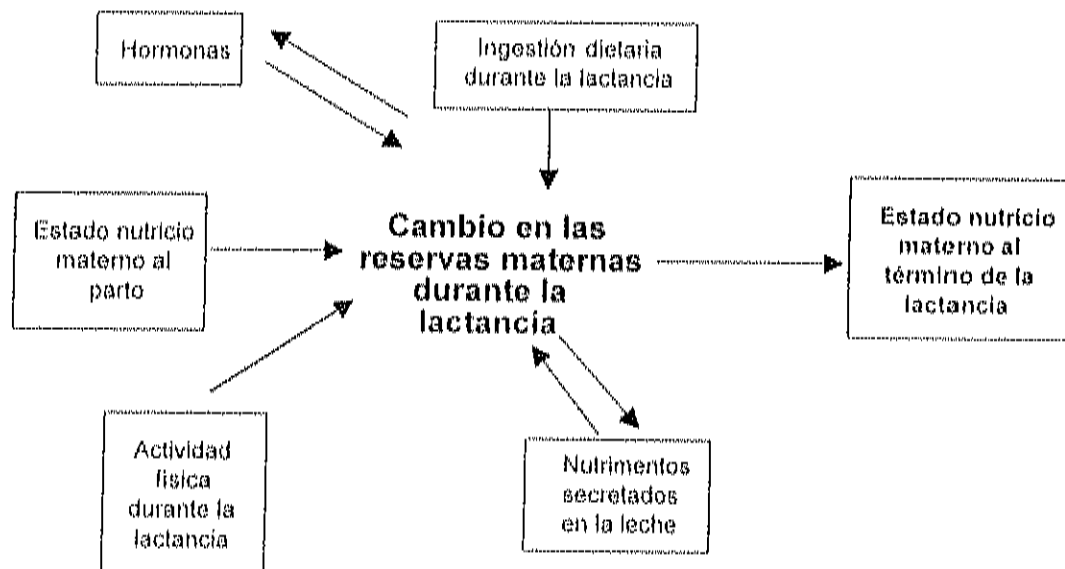 Hormonas
Ingestión dietaria
durante la lactancia
Estado nutricio
materno al
parto
Cambio en las
reservas maternas
durante la
lactancia
Estado nutricio
materno al
término de la
lactancia
Actividad
física
durante la
lactancia
Nutrimentos
secretados
en la leche